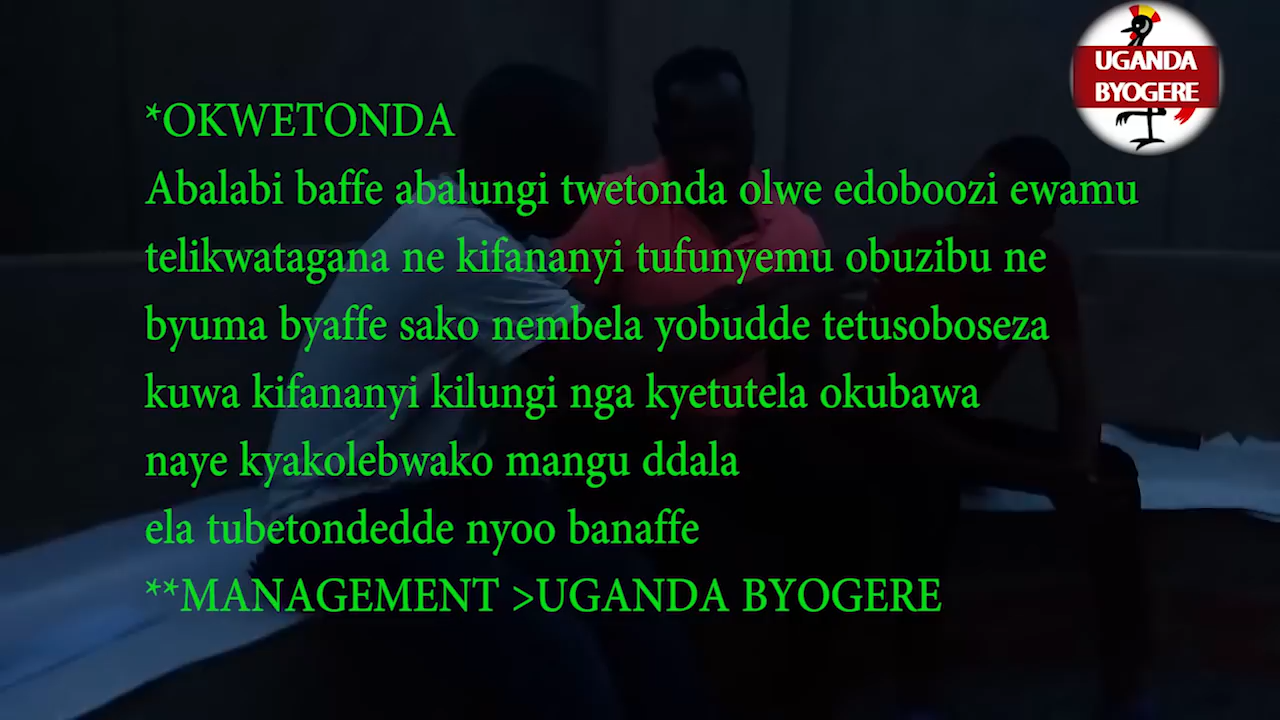 UGANDA
BYOGERE
*OKWETONDA
Abalabi baffe abalungi twetonda olwe edoboozi ewamu
telikwatagana ne kifananyi tufunyemu obuzibu ne
byuma byaffe sako nembela yobudde tetusoboseza
kuwa kifananyi kilungi nga kyetutela okubawa
naye kyakolebwako mangu ddala
ela tubetondedde nyoo banaffe
**MANAGEMENT >UGANDA BYOGERE